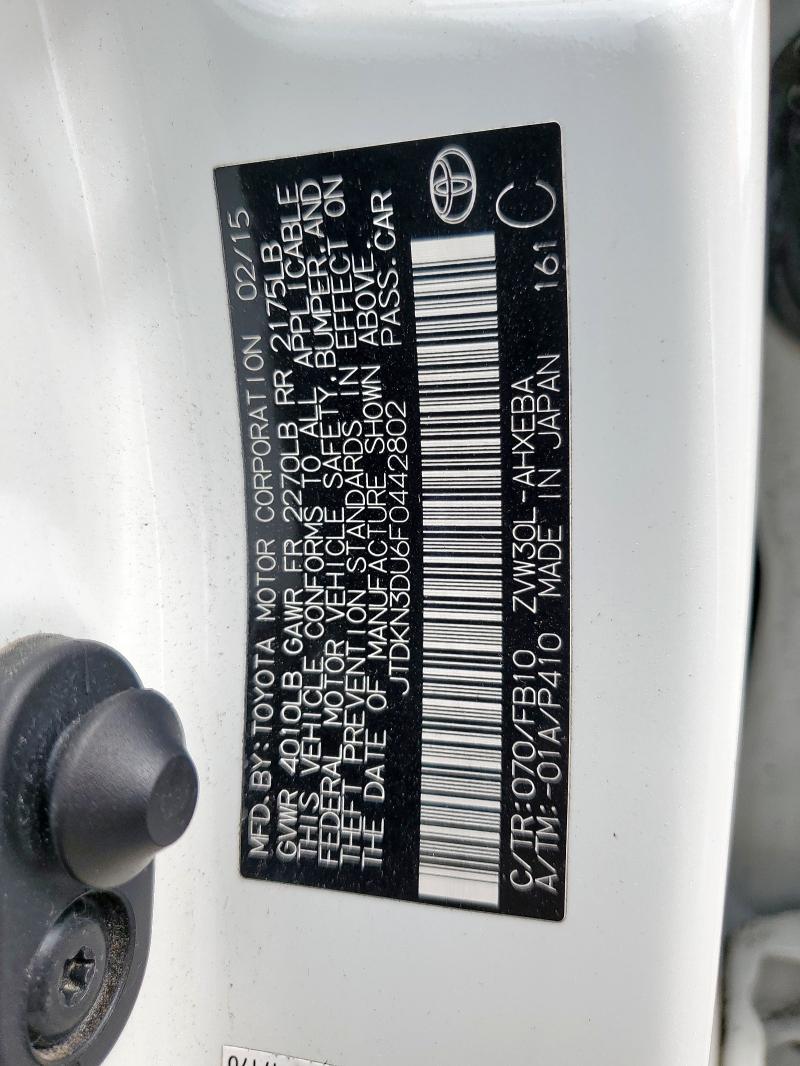 MFD.BY:TOYOTA MOTOR CORPORATION 02/15
GVWR 4010LB GAWR FR 2270LB RR 2175LB
THIS VEHICLE CONFORMS TO ALL APPLICABLE
FEDERAL MOTOR VEHICLE SAFETY,BUMPER,AND
THEFT PREVENTION STANDARDS IN EFFECT ON
THE DATE OF MANUFACTURE SHOWN ABOVE.
JTDKN3DU6F0442802 PASS.CAR
C/TR:070/FB10 ZVW30L-AHXEBA 161 C
A/TM:-01A/P410 MADE IN JAPAN